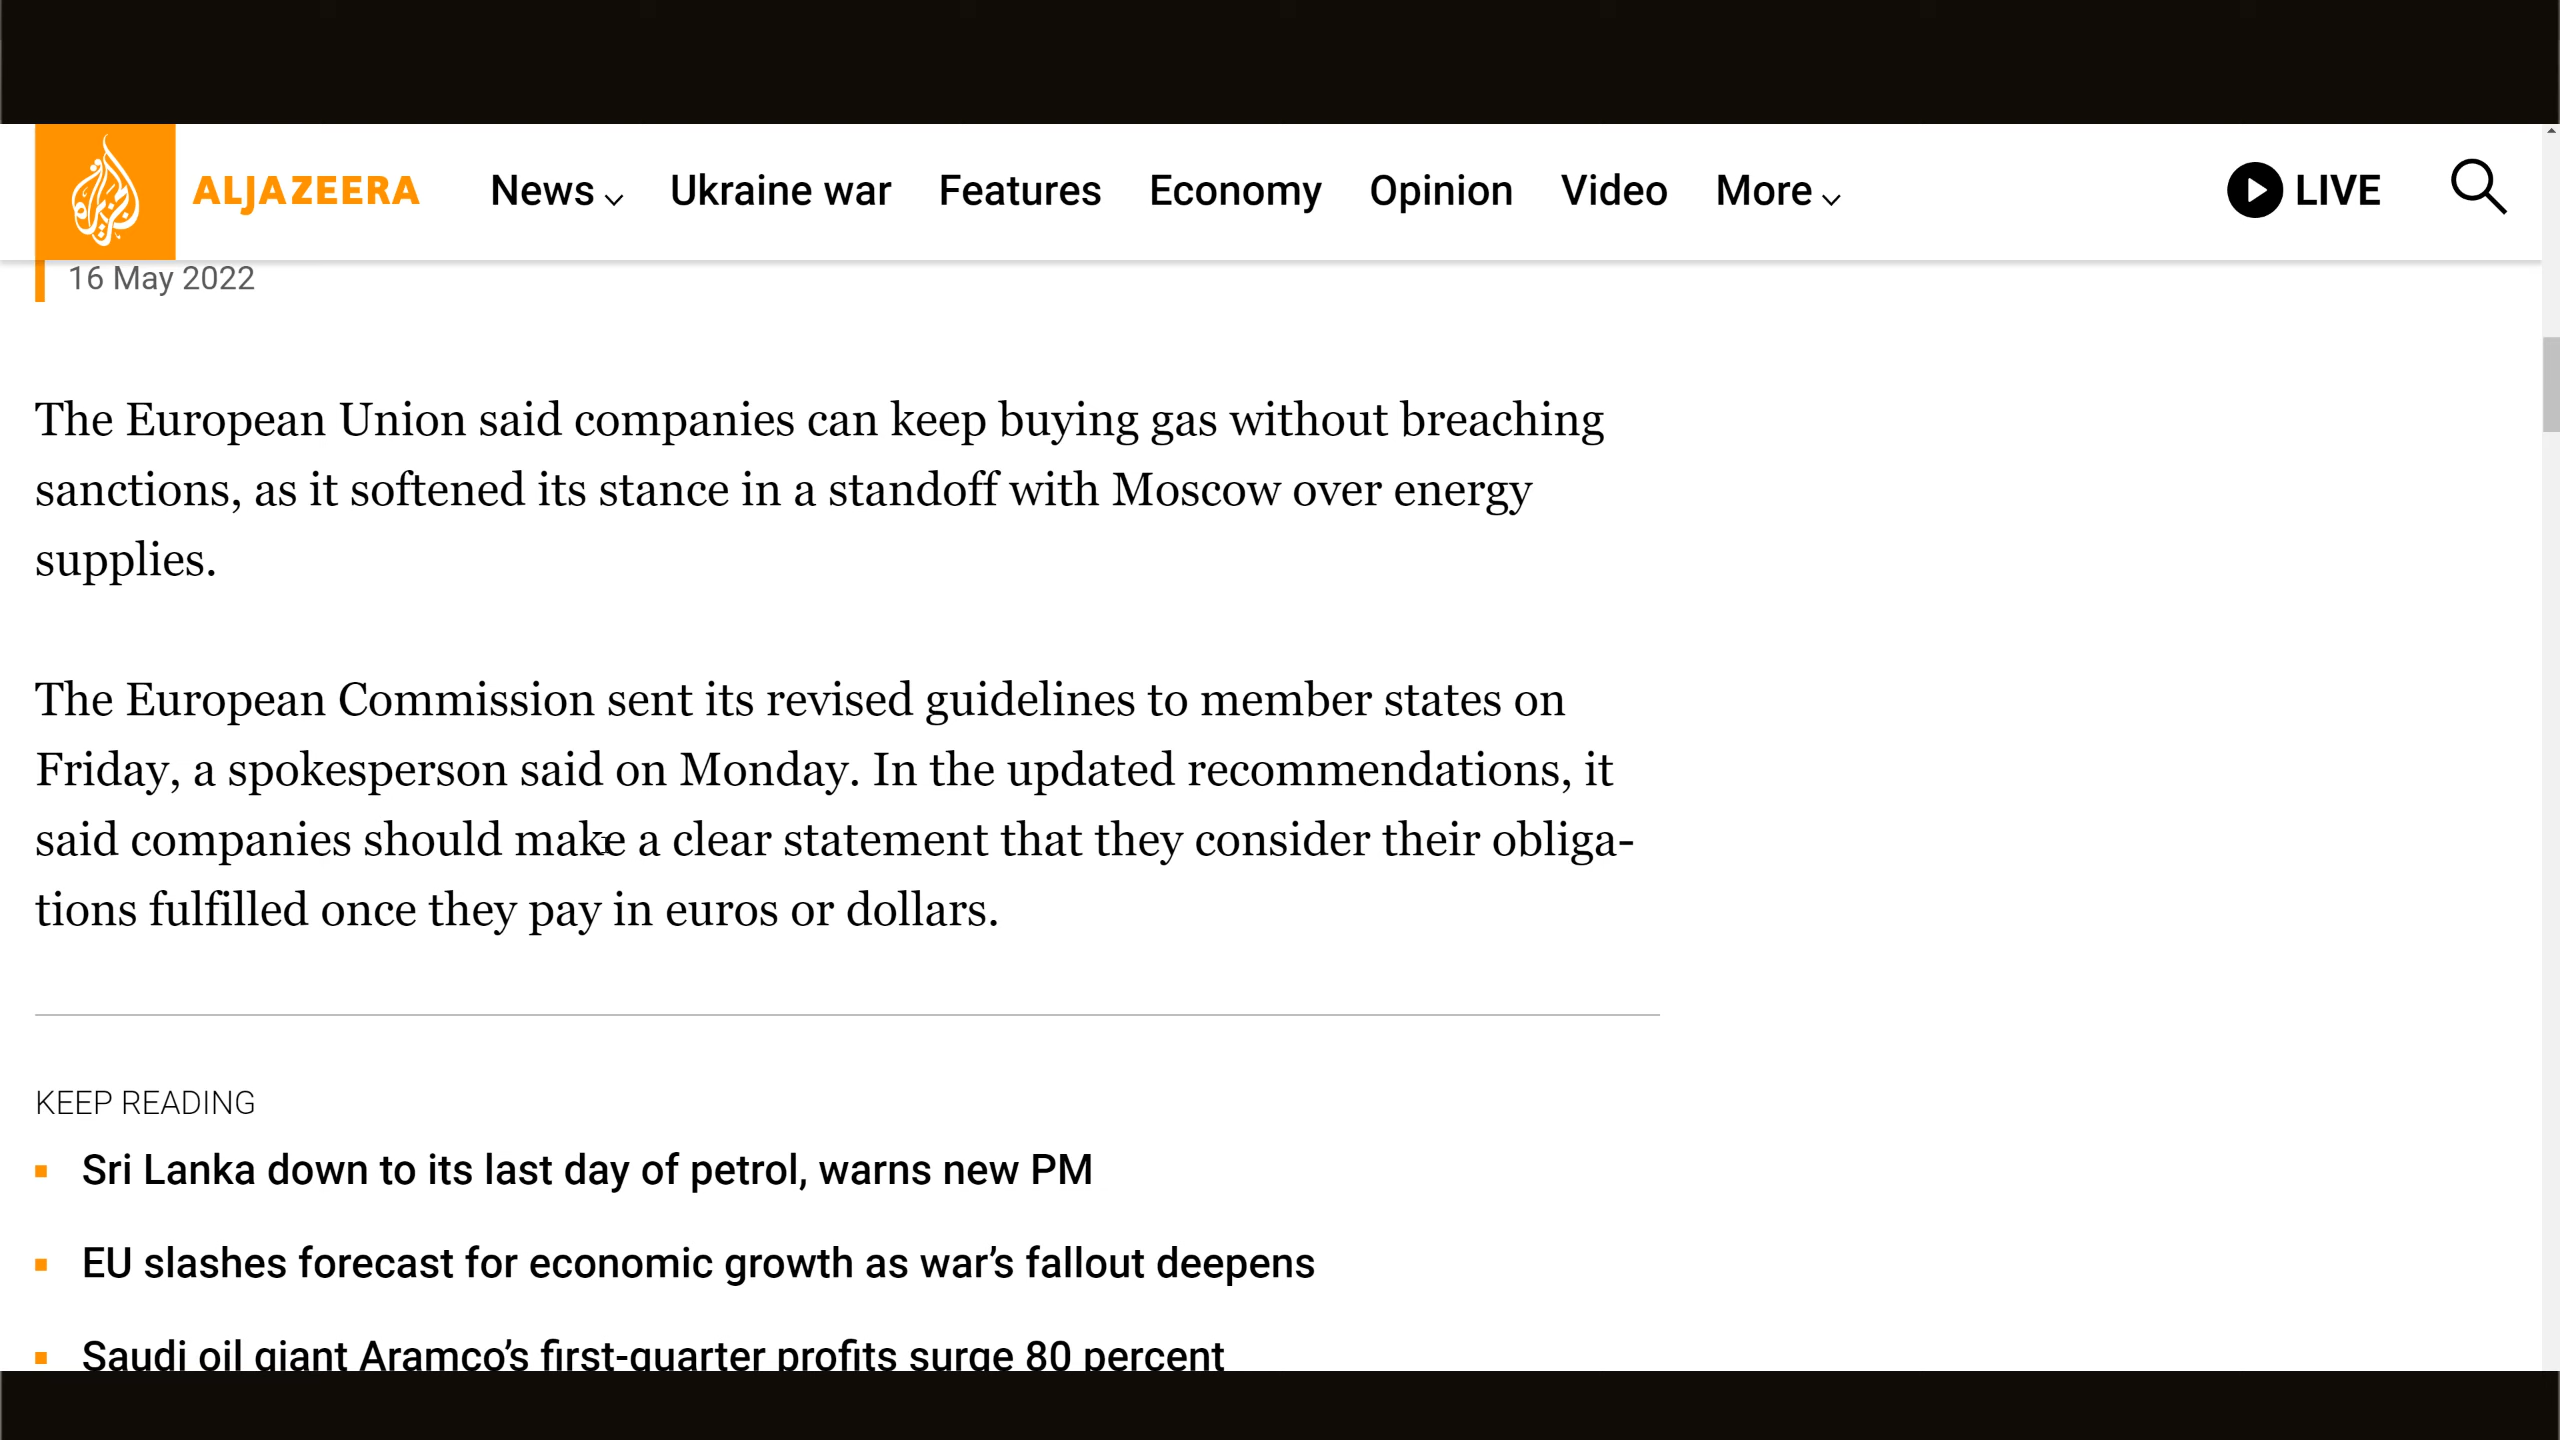 ALJAZEERA News Ukraine war Features Economy Opinion Video More LIVE
16 May 2022
The European Union said companies can keep buying gas without breaching
sanctions, as it softened its stance in a standoff with Moscow over energy
supplies.
The European Commission sent its revised guidelines to member states on
Friday, a spokesperson said on Monday. In the updated recommendations, it
said companies should make a clear statement that they consider their obliga-
tions fulfilled once they pay in euros or dollars.
KEEP READING
Sri Lanka down to its last day of petrol, warns new PM
EU slashes forecast for economic growth as war’s fallout deepens
Saudi oil giant Aramco’s first-quarter profits surge 80 percent